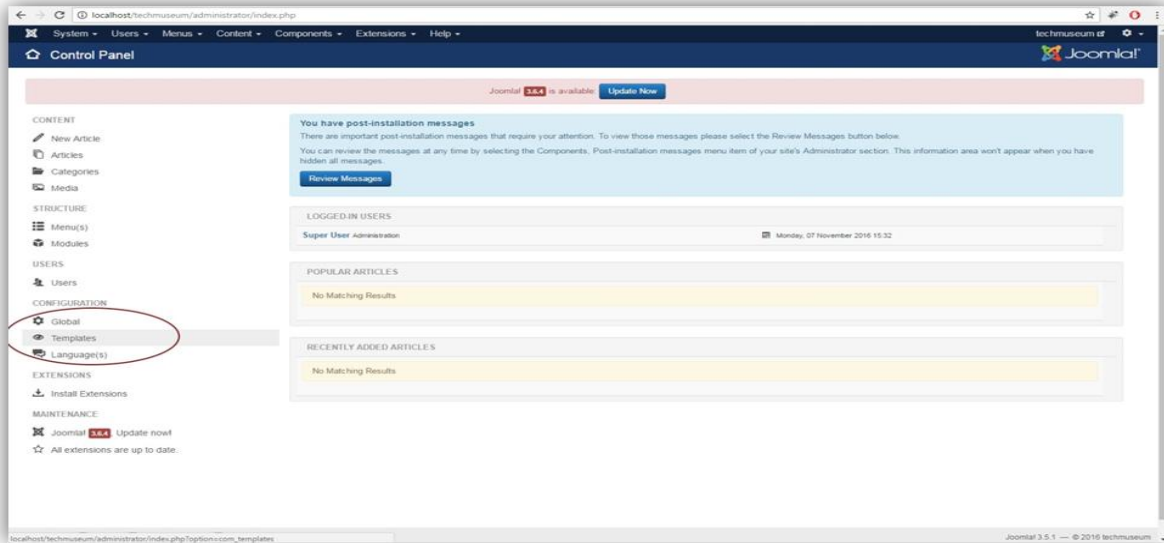 localhost/techmuseum/administrator/index.php
System Users Menus Content Components Extensions Help techmuseum
Control Panel Joomla!
Joomla! 3.6.4 is available. Update Now
CONTENT
New Article
Articles
Categories
Media
STRUCTURE
Menu(s)
Modules
USERS
Users
CONFIGURATION
Global
Templates
Language(s)
EXTENSIONS
Install Extensions
MAINTENANCE
Joomla! 3.6.4, Update now!
All extensions are up to date.
You have post-installation messages
There are important post-installation messages that require your attention. To view those messages please select the Review Messages button below.
You can review the messages at any time by selecting the Components, Post-installation messages menu item of your site's Administrator section. This information area won't appear when you have
hidden all messages.
Review Messages
LOGGED-IN USERS
Super User Administration Monday, 07 November 2016 15:32
POPULAR ARTICLES
No Matching Results
RECENTLY ADDED ARTICLES
No Matching Results
localhost/techmuseum/administrator/index.php?option=com_templates
Joomla! 3.5.1 — © 2016 techmuseum